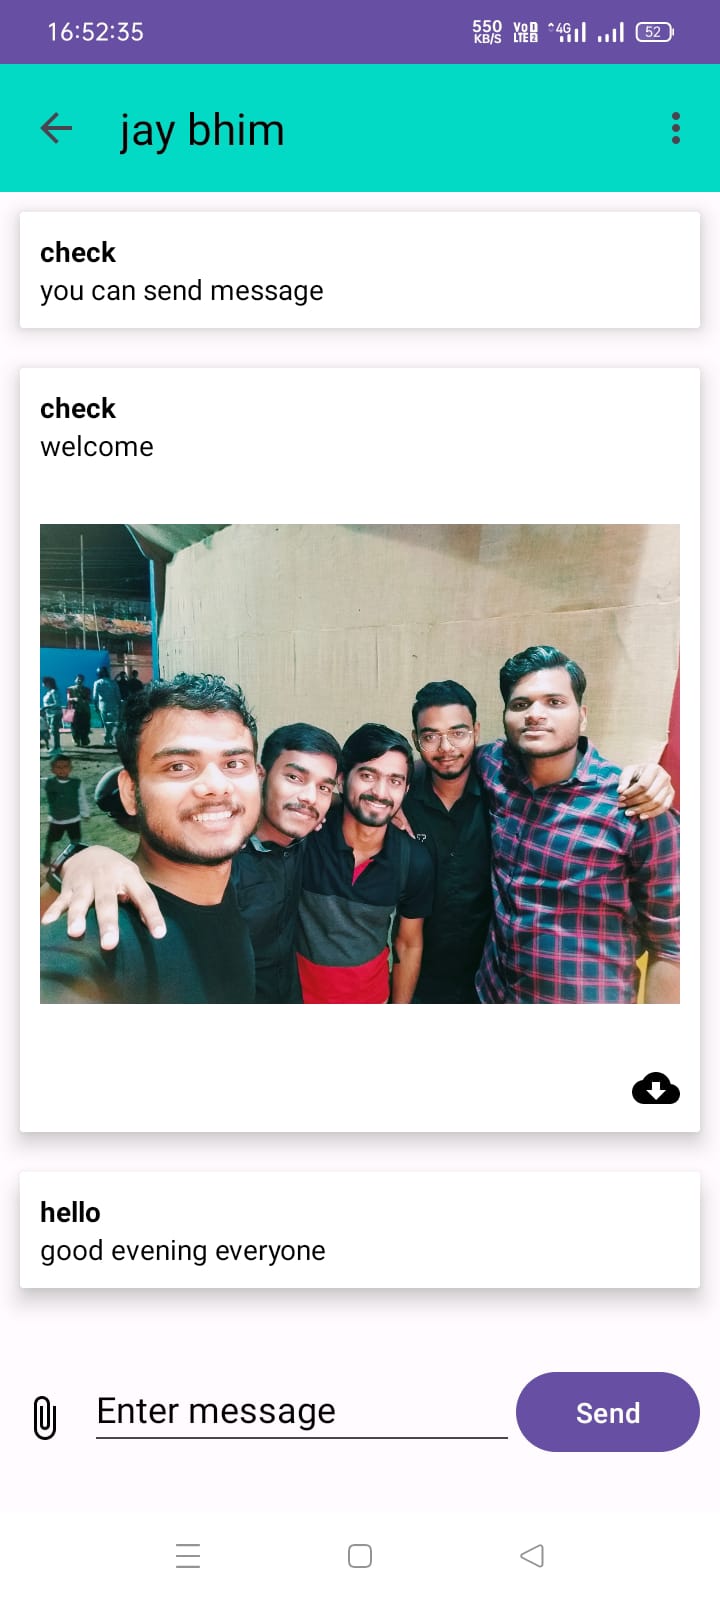 16:52:35 550 KB/S VoD LTE2 4G 52
jay bhim
check
you can send message
check
welcome
hello
good evening everyone
Enter message Send